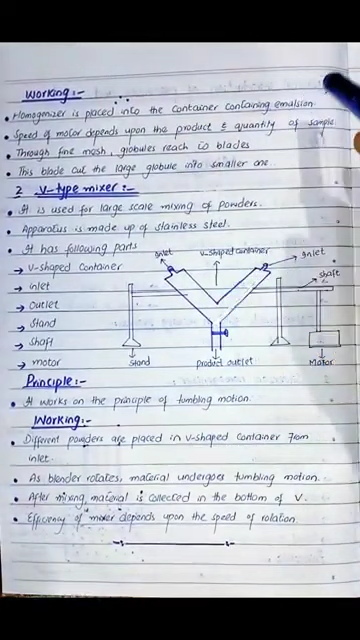 Working:-
• Homogenizer is placed into the container containing emulsion.
• Speed of motor depends upon the product & quantity of sample.
• Through fine mesh, globules reach to blades
• This blade cut the large globule into smaller one.
2 V-type mixer:-
• It is used for large scale mixing of powders.
• Apparatus is made up of stainless steel.
• It has following parts
→ V-shaped container
→ inlet
→ Outlet
→ Stand
→ Shaft
→ motor
Inlet
V-shaped container
Inlet
shaft
Stand
product outlet
Motor
Principle:-
• It works on the principle of tumbling motion.
Working:-
• Different powders are placed in V-shaped container from
inlet.
• As blender rotates, material undergoes tumbling motion.
• After mixing material is collected in the bottom of V.
• Efficiency of mixer depends upon the speed of rotation.